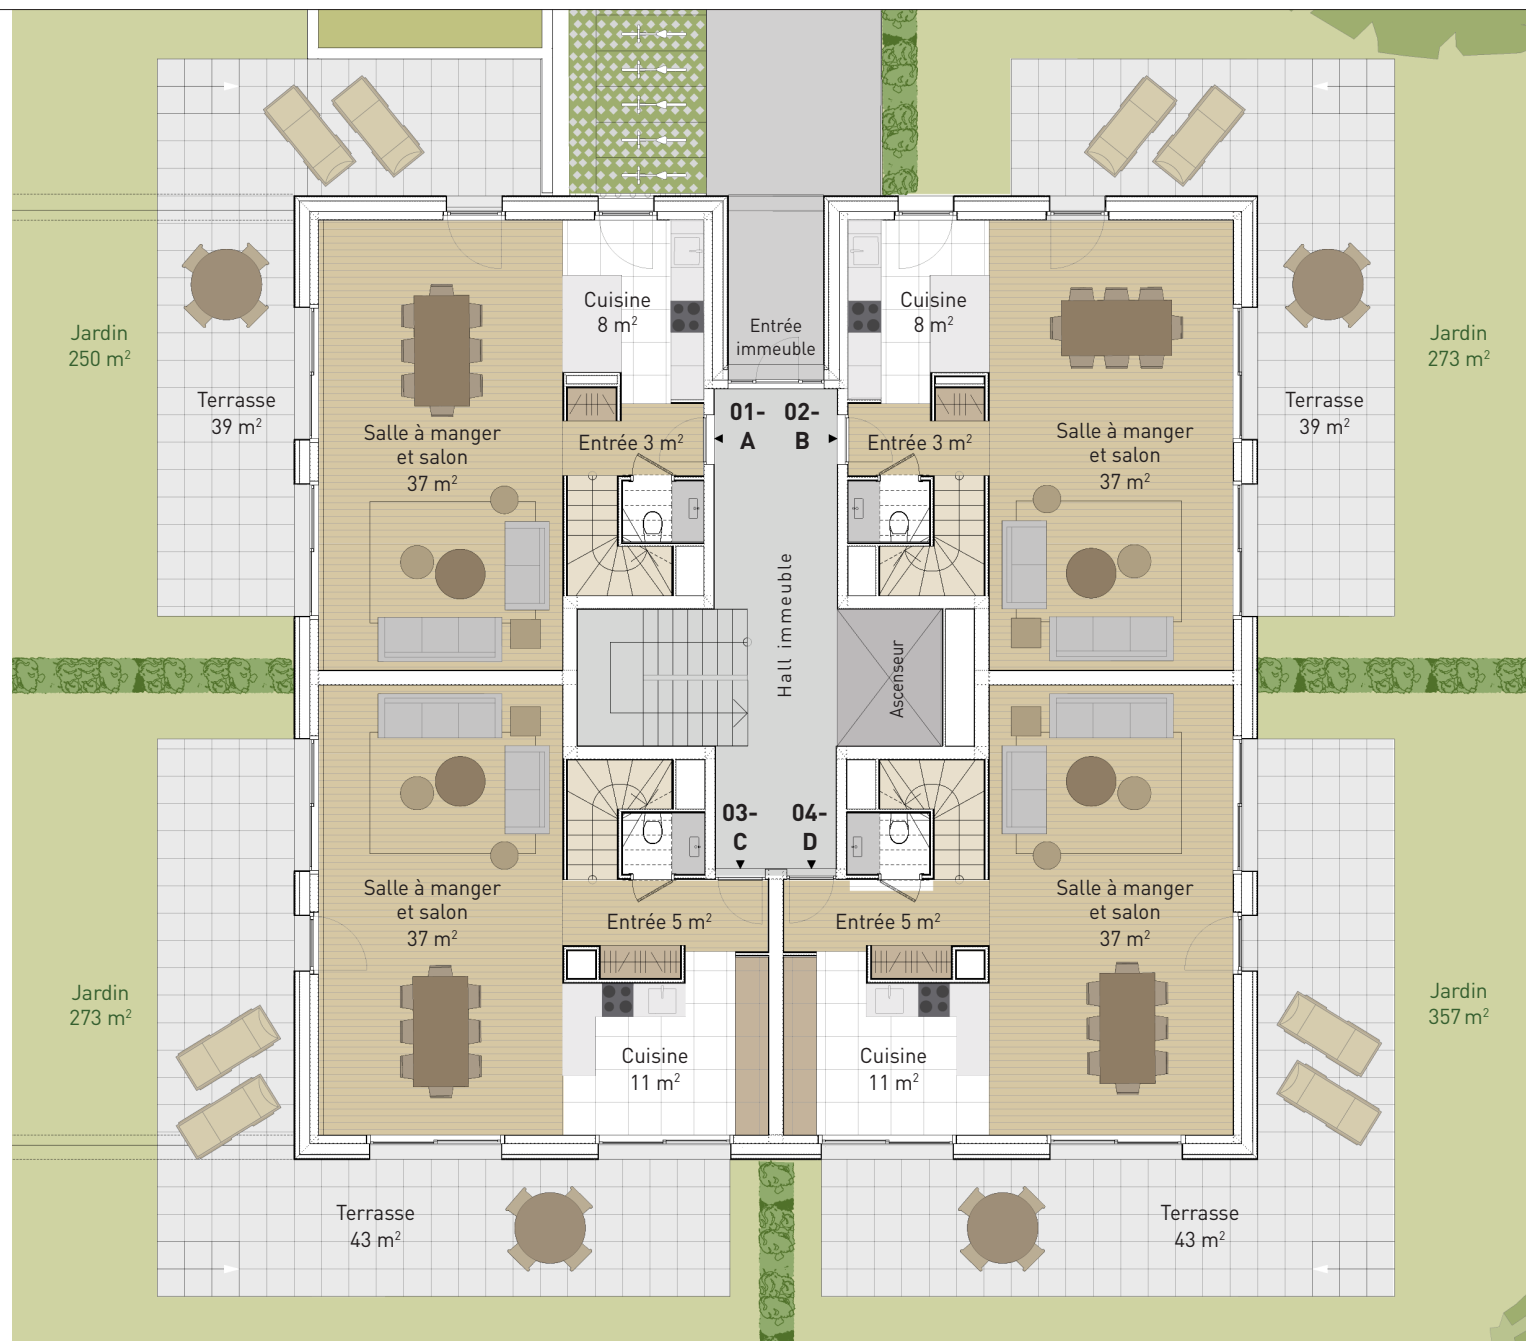 Cuisine
8 m²
Cuisine
8 m²
Entrée
immeuble
Jardin
250 m²
Jardin
273 m²
Terrasse
39 m²
Terrasse
39 m²
01-
A
02-
B
Salle à manger
et salon
37 m²
Entrée 3 m²
Entrée 3 m²
Salle à manger
et salon
37 m²
Hall immeuble
Ascenseur
03-
C
04-
D
Salle à manger
et salon
37 m²
Entrée 5 m²
Entrée 5 m²
Salle à manger
et salon
37 m²
Jardin
273 m²
Jardin
357 m²
Cuisine
11 m²
Cuisine
11 m²
Terrasse
43 m²
Terrasse
43 m²